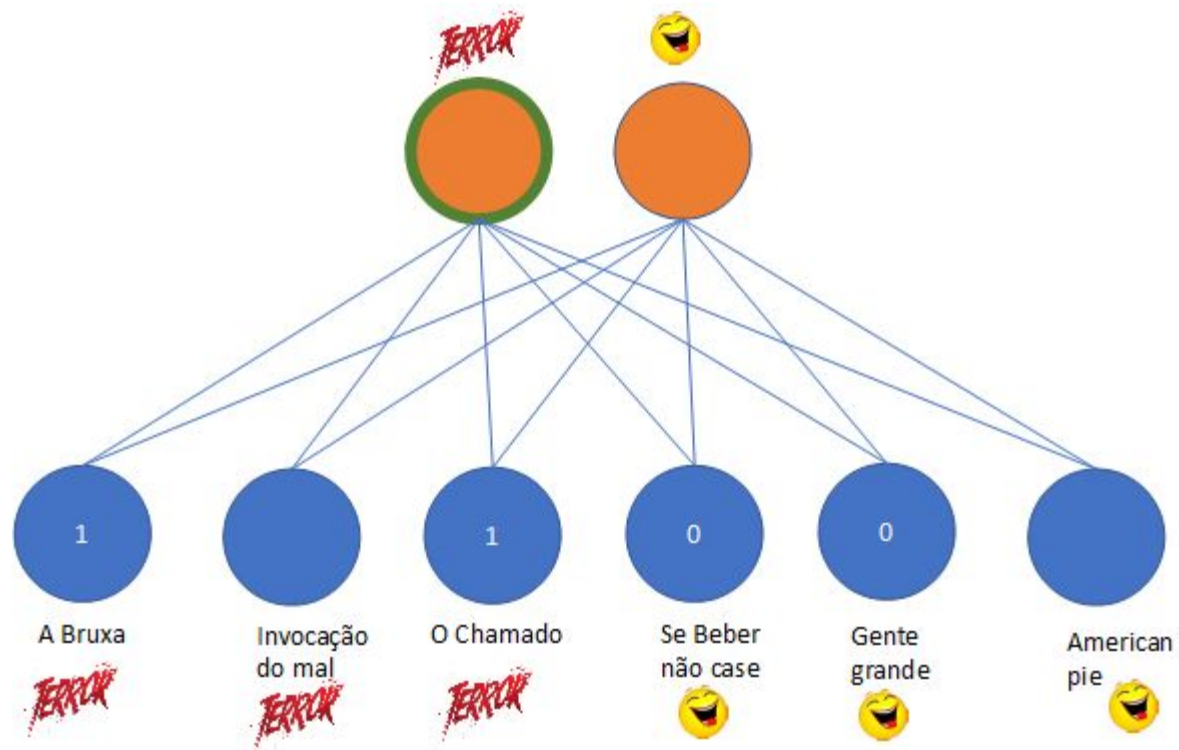 TERROR
1
1
0
0
A Bruxa
Invocação
do mal
O Chamado
Se Beber
não case
Gente
grande
American
pie
TERROR
TERROR
TERROR